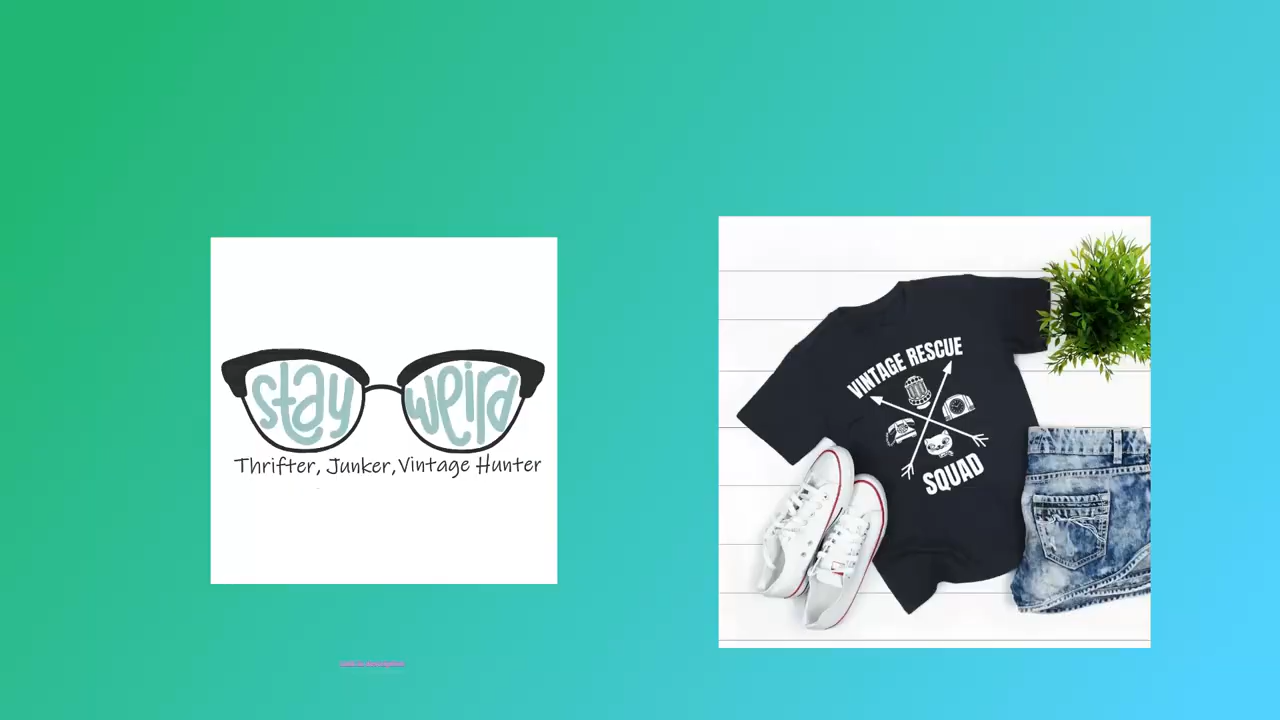 stay weird
Thrifter, Junker, Vintage Hunter
VINTAGE RESCUE
SQUAD